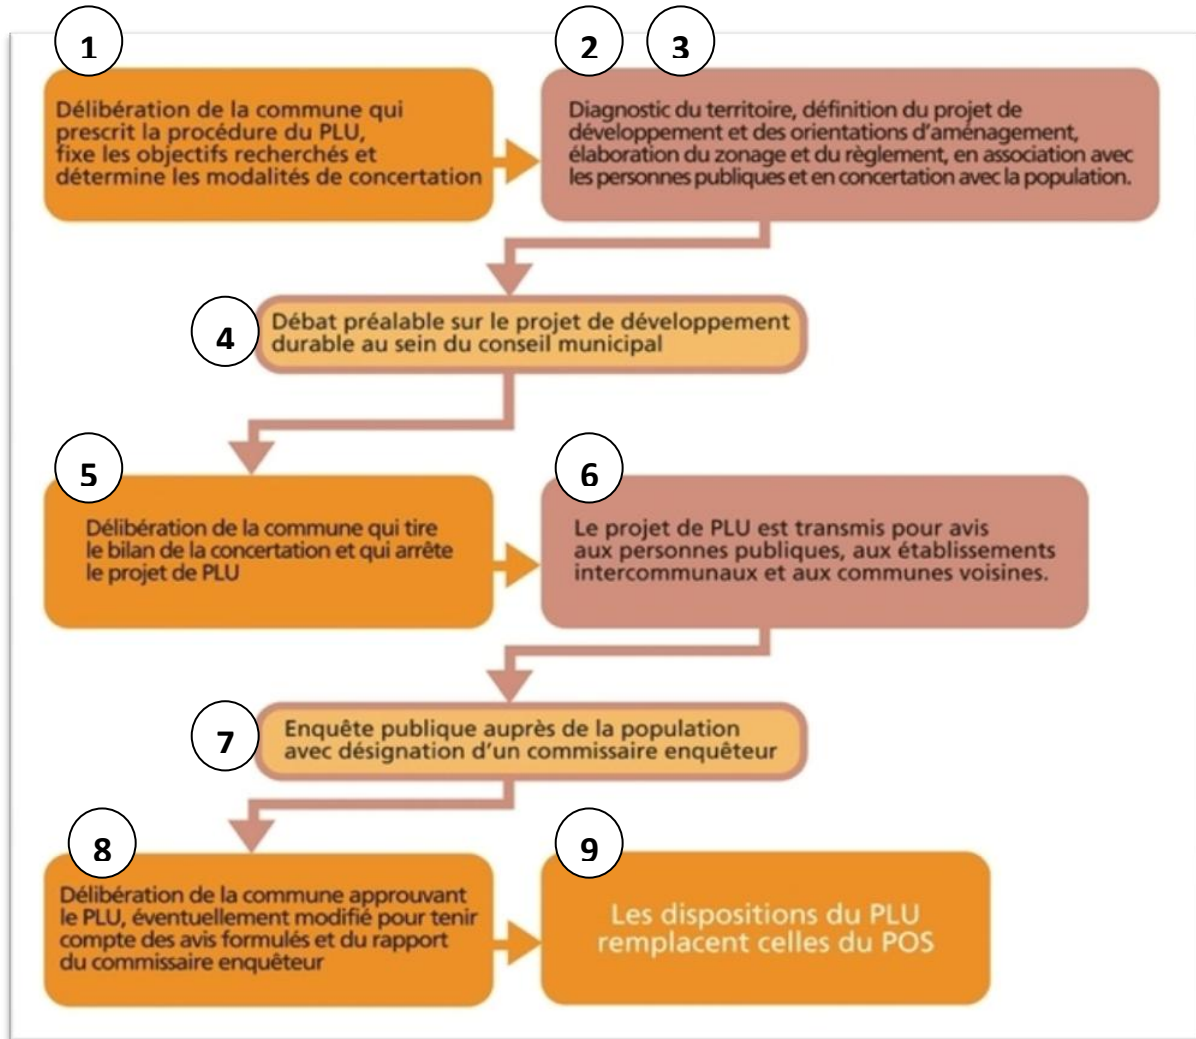 1
Délibération de la commune qui
prescrit la procédure du PLU,
fixe les objectifs recherchés et
détermine les modalités de concertation
2 3
Diagnostic du territoire, définition du projet de
développement et des orientations d'aménagement,
élaboration du zonage et du règlement, en association avec
les personnes publiques et en concertation avec la population.
4
Débat préalable sur le projet de développement
durable au sein du conseil municipal
5
Délibération de la commune qui tire
le bilan de la concertation et qui arrête
le projet de PLU
6
Le projet de PLU est transmis pour avis
aux personnes publiques, aux établissements
intercommunaux et aux communes voisines.
7
Enquête publique auprès de la population
avec désignation d'un commissaire enquêteur
8
Délibération de la commune approuvant
le PLU, éventuellement modifié pour tenir
compte des avis formulés et du rapport
du commissaire enquêteur
9
Les dispositions du PLU
remplacent celles du POS